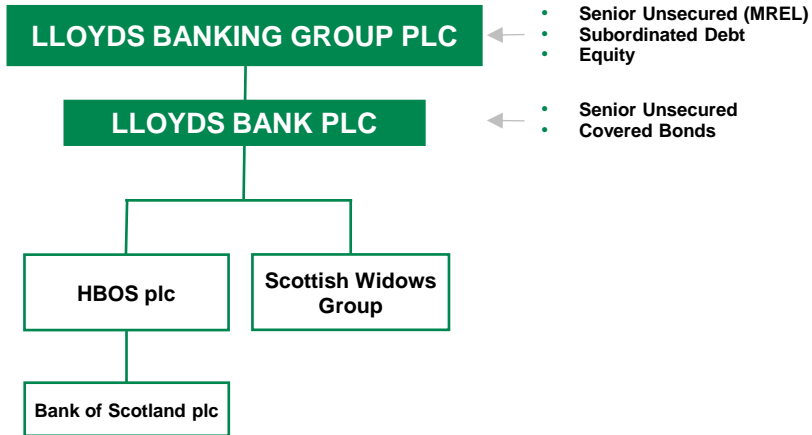 LLOYDS BANKING GROUP PLC
• Senior Unsecured (MREL)
• Subordinated Debt
• Equity
LLOYDS BANK PLC
• Senior Unsecured
• Covered Bonds
HBOS plc
Scottish Widows
Group
Bank of Scotland plc